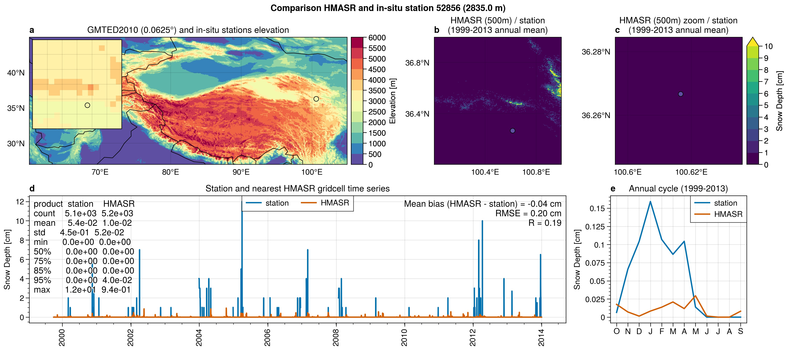 Comparison HMASR and in-situ station 52856 (2835.0 m)
a
GMTED2010 (0.0625°) and in-situ stations elevation
45°N
40°N
35°N
30°N
70°E
80°E
90°E
100°E
6000
5500
5000
4500
4000
3500
3000
2500
2000
1500
1000
500
0
Elevation [m]
b
HMASR (500m) / station
(1999-2013 annual mean)
36.4°N
100.4°E
100.8°E
c
HMASR (500m) zoom / station
(1999-2013 annual mean)
36.28°N
36.26°N
100.6°E
100.62°E
10
9
8
7
6
5
4
3
2
1
0
Snow Depth [cm]
d
Station and nearest HMASR gridcell time series
product station HMASR
count 5.1e+03 5.2e+03
mean 5.4e-02 1.0e-02
std 4.5e-01 5.2e-02
min 0.0e+00 0.0e+00
50% 0.0e+00 0.0e+00
75% 0.0e+00 0.0e+00
85% 0.0e+00 0.0e+00
95% 0.0e+00 4.0e-02
max 1.2e+01 9.4e-01
station
HMASR
Mean bias (HMASR - station) = -0.04 cm
RMSE = 0.20 cm
R = 0.19
12
10
8
6
4
2
0
Snow Depth [cm]
2000
2002
2004
2006
2008
2010
2012
2014
e
Annual cycle (1999-2013)
station
HMASR
0.15
0.125
0.1
0.075
0.05
0.025
0
Snow Depth [cm]
O N D J F M A M J J A S